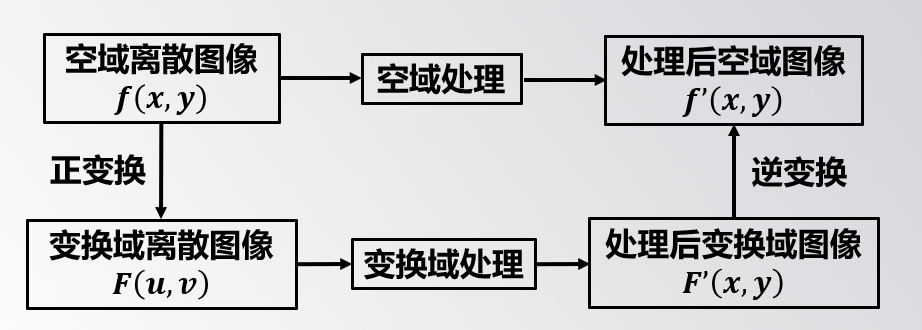 空域离散图像
f(x, y)
空域处理
处理后空域图像
f’(x, y)
正变换
逆变换
变换域离散图像
F(u, v)
变换域处理
处理后变换域图像
F’(x, y)